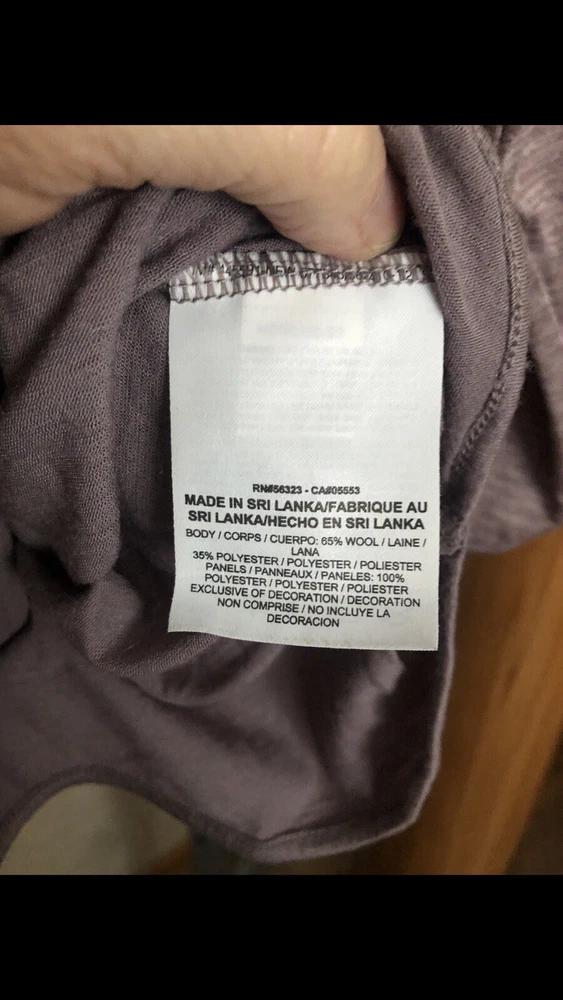 RN#56323 - CA#05553
MADE IN SRI LANKA/FABRIQUE AU
SRI LANKA/HECHO EN SRI LANKA
BODY / CORPS / CUERPO: 65% WOOL / LAINE /
LANA
35% POLYESTER / POLYESTER / POLIESTER
PANELS / PANNEAUX / PANELES: 100%
POLYESTER / POLYESTER / POLIESTER
EXCLUSIVE OF DECORATION / DECORATION
NON COMPRISE / NO INCLUYE LA
DECORACION